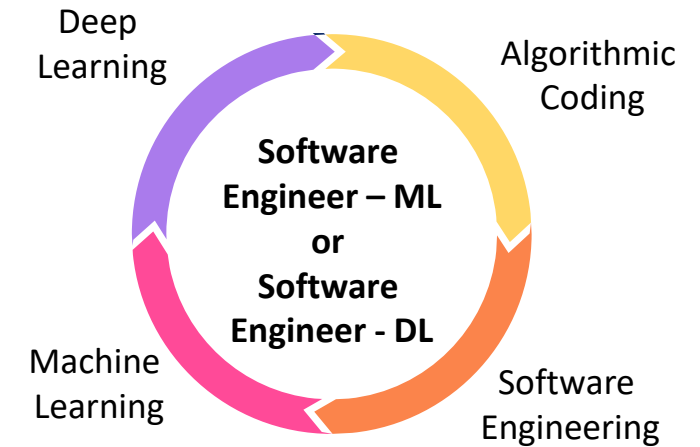 Deep
Learning
Algorithmic
Coding
Software
Engineer – ML
or
Software
Engineer - DL
Machine
Learning
Software
Engineering